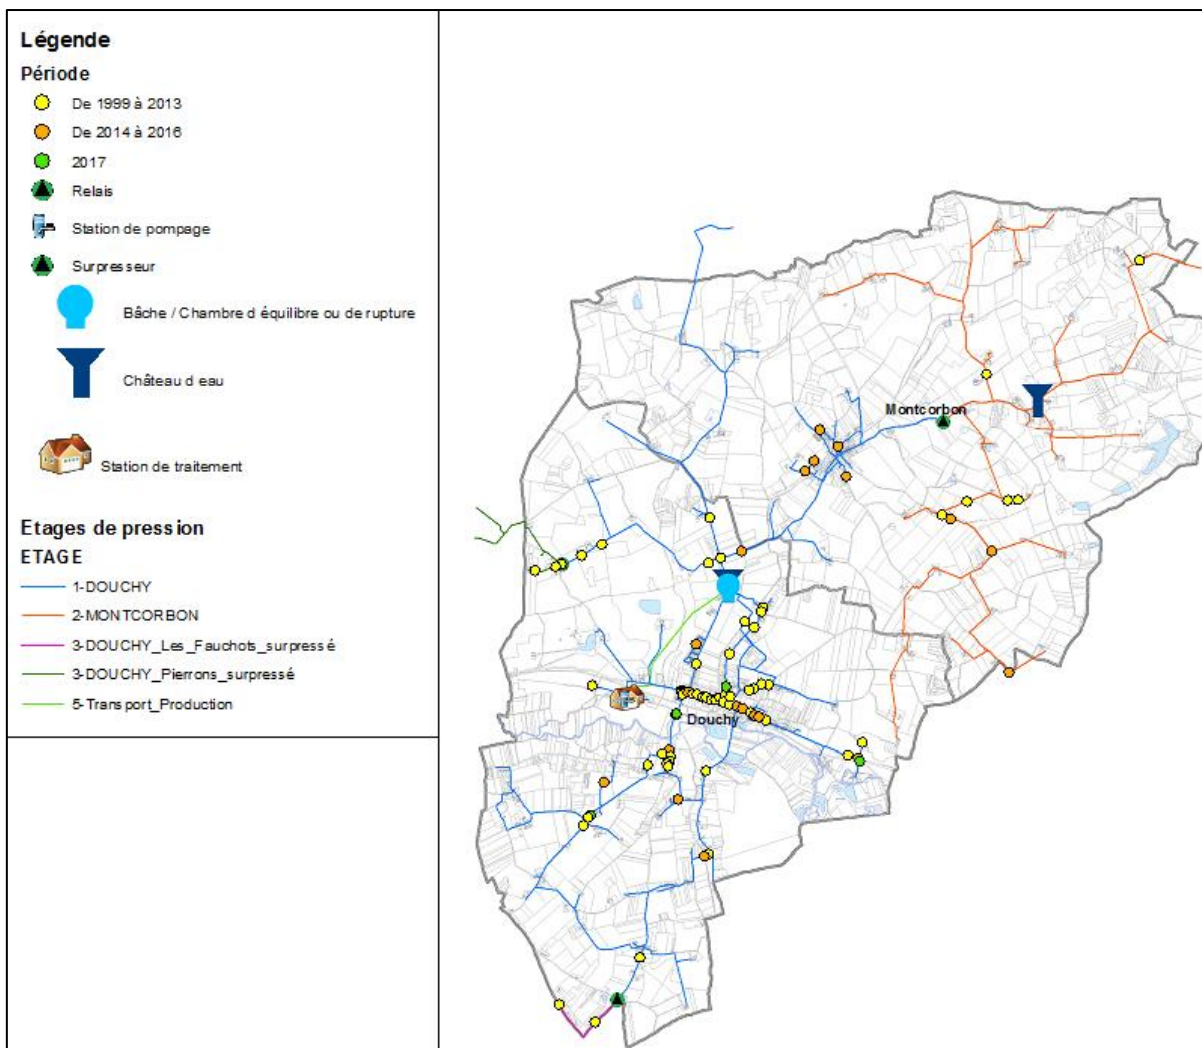 Légende
Période
De 1999 à 2013
De 2014 à 2016
2017
Relais
Station de pompage
Surpresseur
Bâche / Chambre d équilibre ou de rupture
Château d eau
Station de traitement
Etages de pression
ETAGE
1-DOUCHY
2-MONTCORBON
3-DOUCHY_Les_Fauchots_surpressé
3-DOUCHY_Pierrons_surpressé
5-Transport_Production
Montcorbon
Douchy